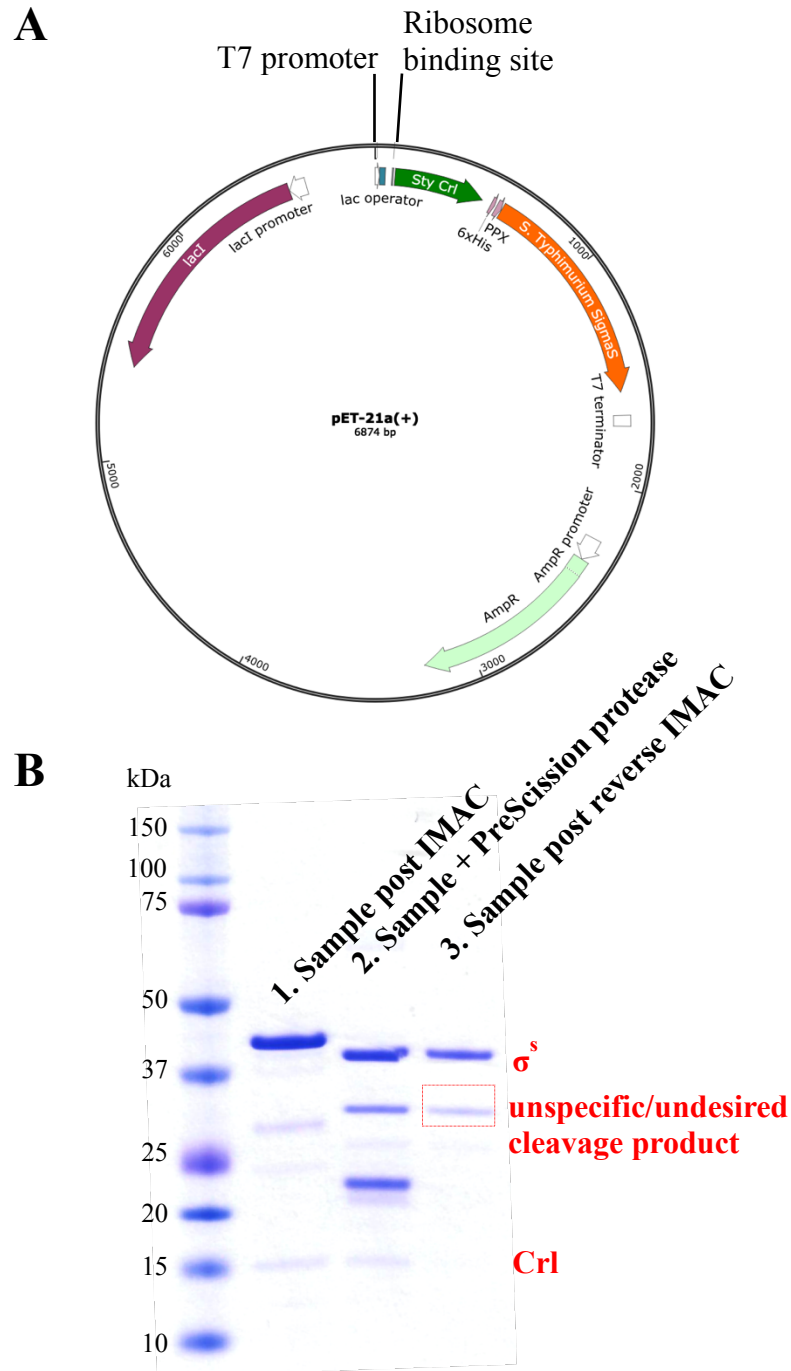 A
T7 promoter
Ribosome
binding site
lac operator
Sty Crl
6xHis
PPX
S. Typhimurium SigmaS
1000
T7 terminator
2000
AmpR promoter
AmpR
3000
4000
5000
6000
lacI
lacI promoter
pET-21a(+)
6874 bp
B
kDa
1. Sample post IMAC
2. Sample + PreScission protease
3. Sample post reverse IMAC
150
100
75
50
37
25
20
15
10
σˢ
unspecific/undesired
cleavage product
Crl